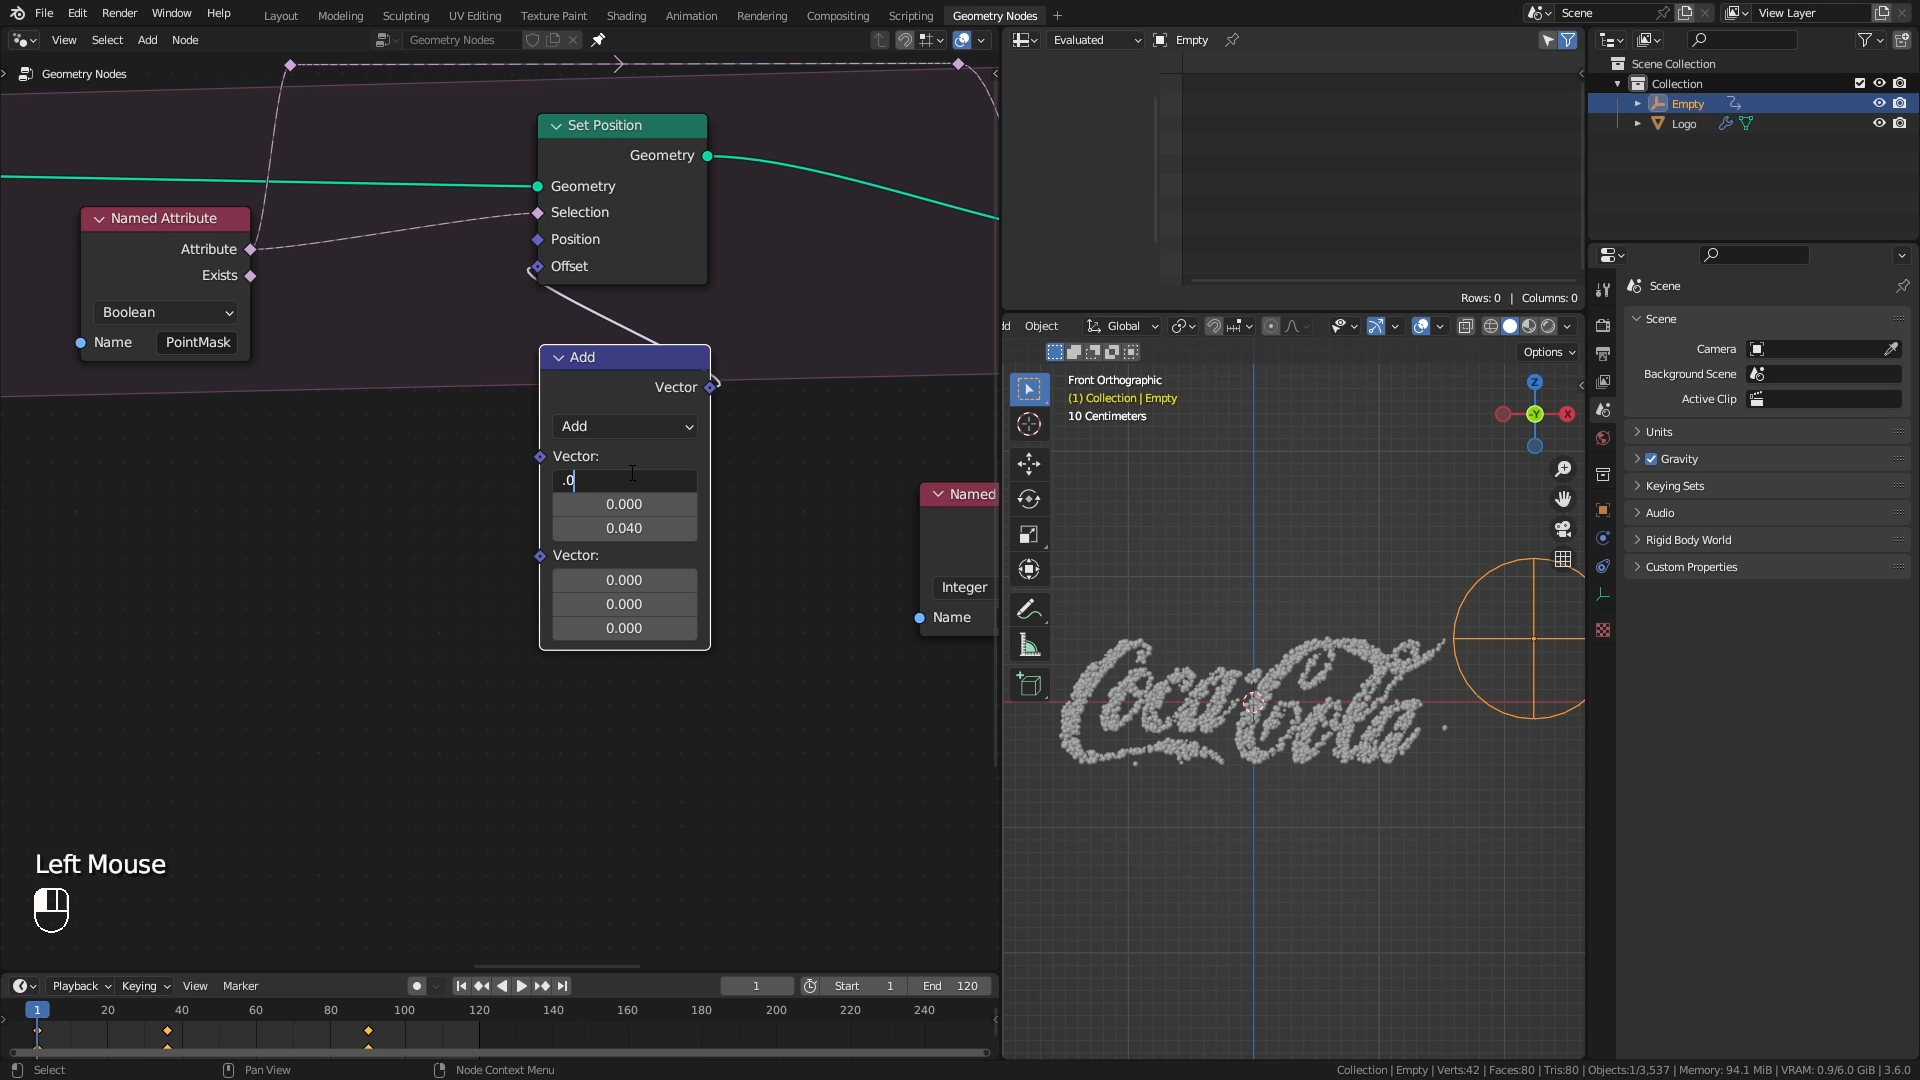 File Edit Render Window Help Layout Modeling Sculpting UV Editing Texture Paint Shading Animation Rendering Compositing Scripting Geometry Nodes + Scene View Layer
View Select Add Node Geometry Nodes
Evaluated Empty
Geometry Nodes
Scene Collection
Collection
Empty
Logo
Set Position
Geometry
Geometry
Selection
Position
Offset
Named Attribute
Attribute
Exists
Boolean
Name PointMask
Add
Vector
Add
Vector:
.0
0.000
0.040
Vector:
0.000
0.000
0.000
Named
Integer
Name
Rows: 0 | Columns: 0
Object Global
Options
Front Orthographic
(1) Collection | Empty
10 Centimeters
Z
X
-Y
Coca Cola
Scene
Scene
Camera
Background Scene
Active Clip
Units
Gravity
Keying Sets
Audio
Rigid Body World
Custom Properties
Left Mouse
Playback Keying View Marker 1 Start 1 End 120
1 20 40 60 80 100 120 140 160 180 200 220 240
Select Pan View Node Context Menu Collection | Empty | Verts:42 | Faces:80 | Tris:80 | Objects:1/3,537 | Memory: 94.1 MiB | VRAM: 0.9/6.0 GiB | 3.6.0